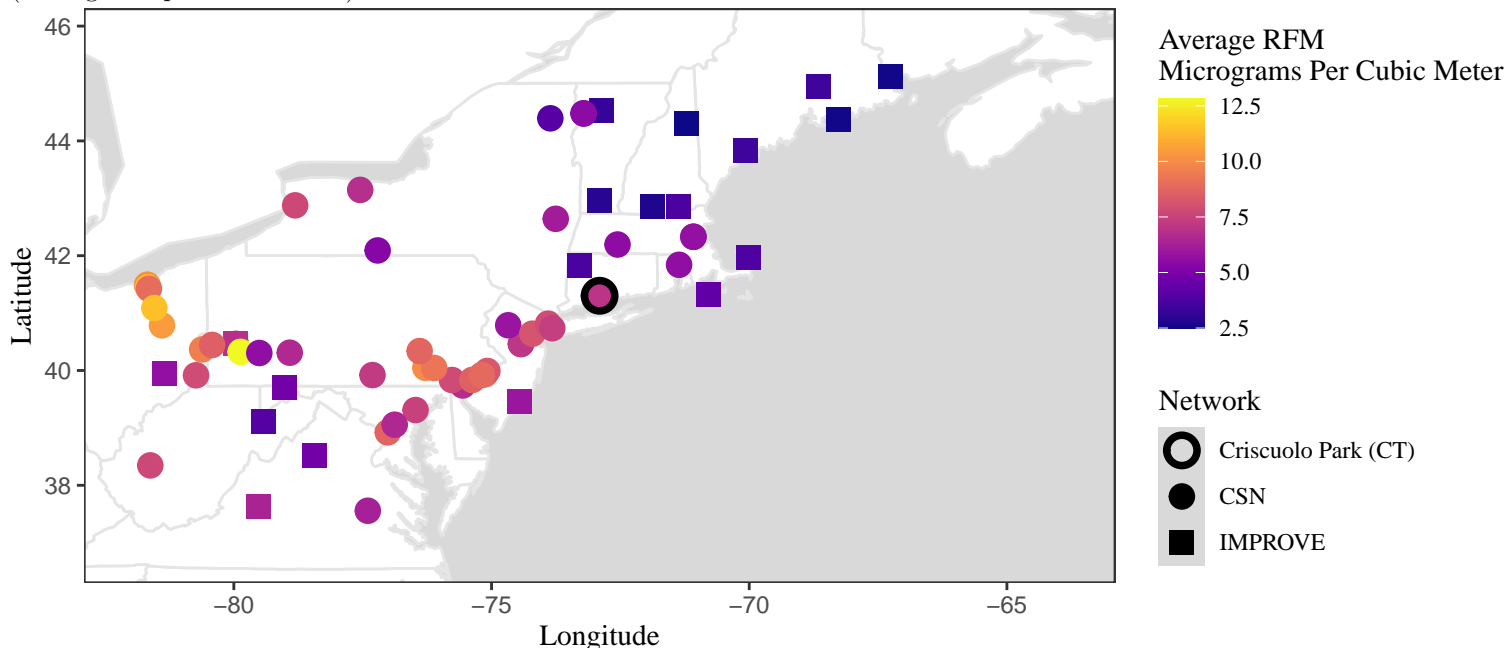 46
44
42
40
38
Latitude
−80
−75
−70
−65
Longitude
Average RFM
Micrograms Per Cubic Meter
12.5
10.0
7.5
5.0
2.5
Network
Criscuolo Park (CT)
CSN
IMPROVE